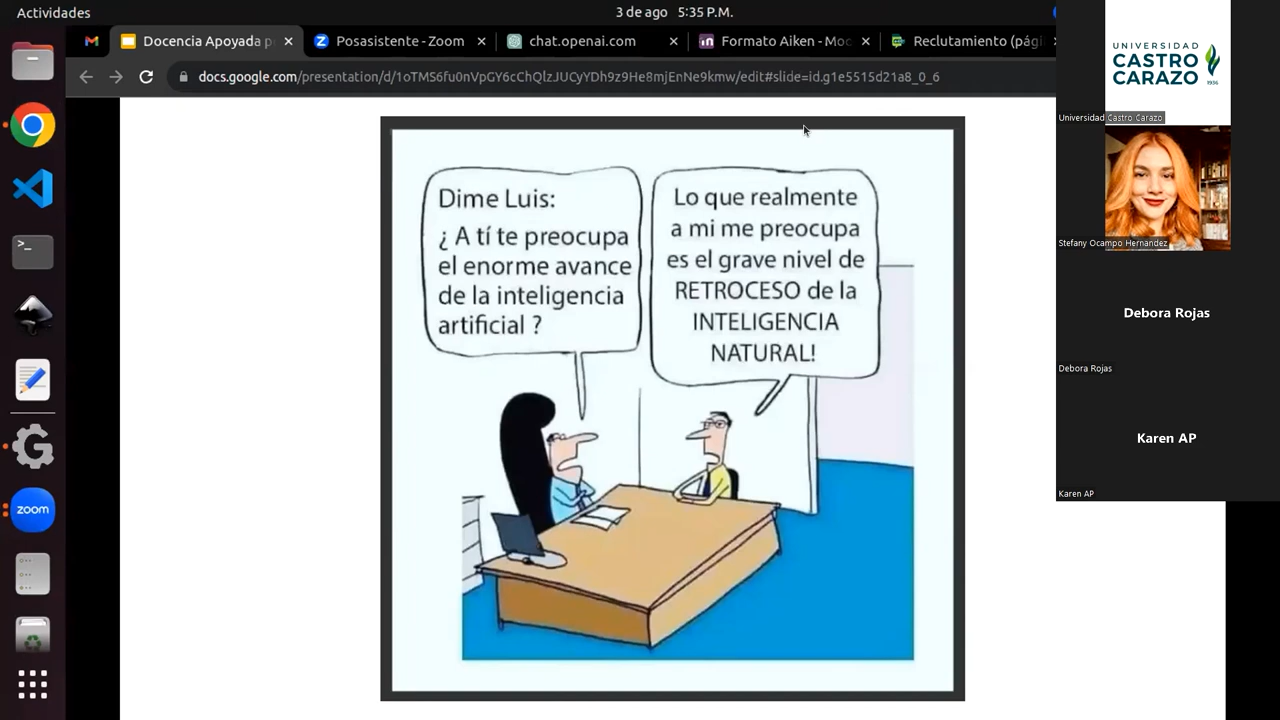 Actividades
3 de ago 5:35 P.M.
Docencia Apoyada p
Posasistente - Zoom
chat.openai.com
Formato Aiken - Moc
Reclutamiento (pági
docs.google.com/presentation/d/1oTMS6fu0nVpGY6cChQlzJUCyYDh9z9He8mjEnNe9kmw/edit#slide=id.g1e5515d21a8_0_6
Dime Luis:
¿ A tí te preocupa
el enorme avance
de la inteligencia
artificial ?
Lo que realmente
a mi me preocupa
es el grave nivel de
RETROCESO de la
INTELIGENCIA
NATURAL!
zoom
UNIVERSIDAD
CASTRO
CARAZO
1936
Universidad Castro Carazo
Stefany Ocampo Hernández
Debora Rojas
Debora Rojas
Karen AP
Karen AP